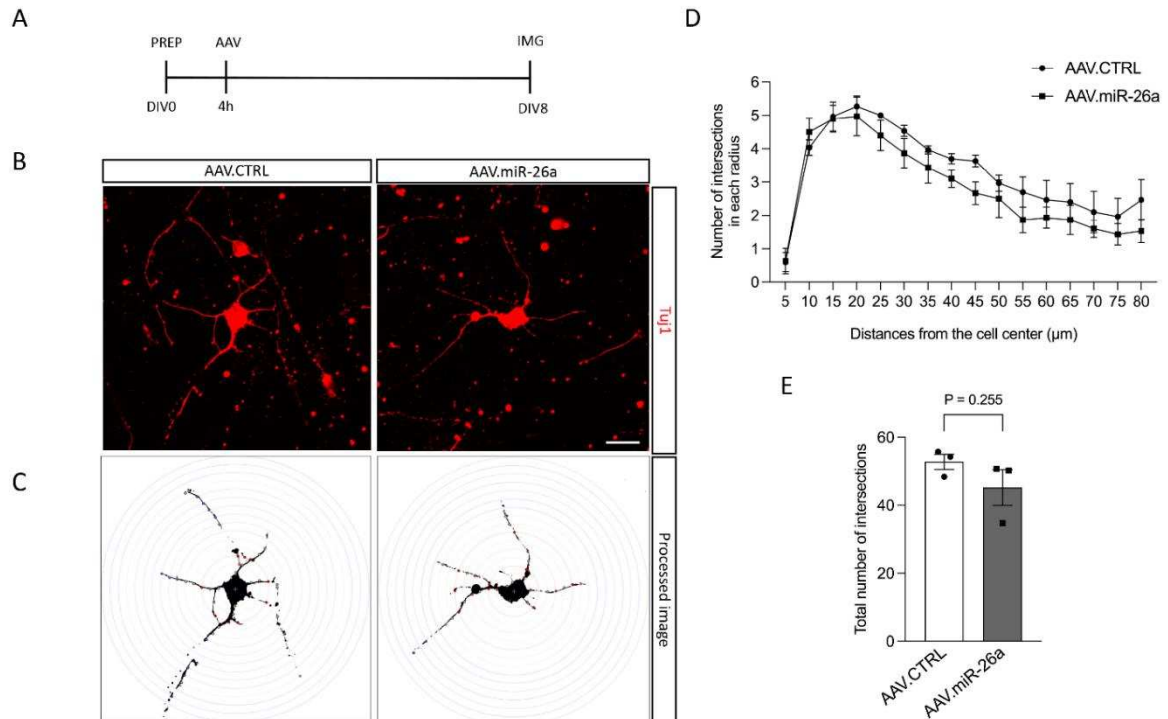 A
PREP AAV IMG
DIV0 4h DIV8
B
AAV.CTRL AAV.miR-26a
Tuj1
C
Processed image
D
AAV.CTRL
AAV.miR-26a
Number of intersections
in each radius
6
5
4
3
2
1
0
5 10 15 20 25 30 35 40 45 50 55 60 65 70 75 80
Distances from the cell center (µm)
E
P = 0.255
Total number of intersections
60
40
20
0
AAV.CTRL
AAV.miR-26a